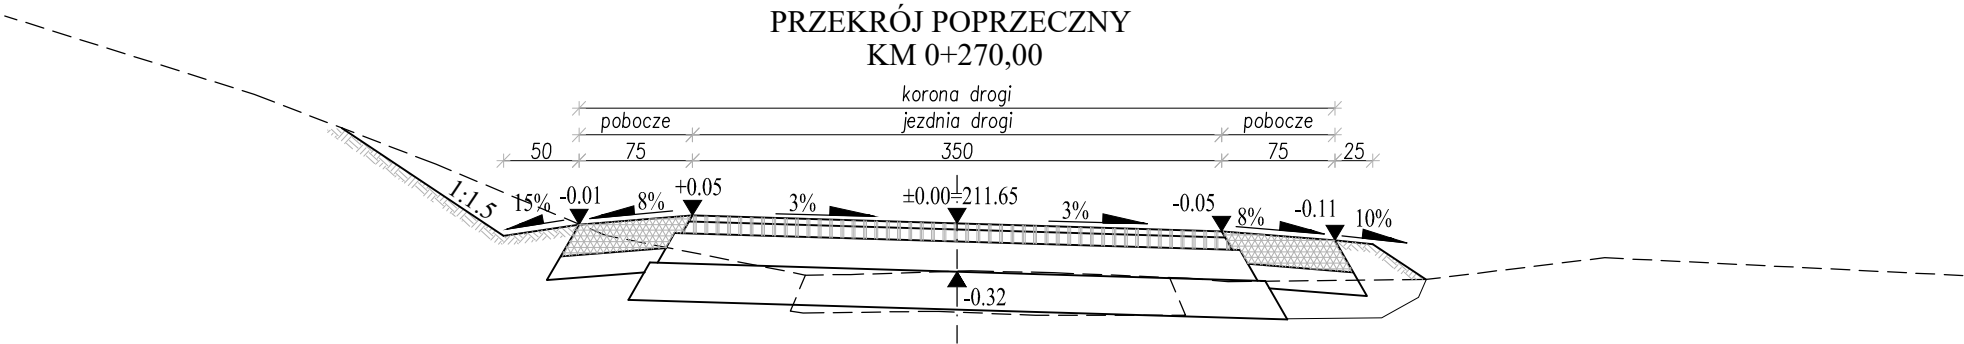 PRZEKRÓJ POPRZECZNY
KM 0+270,00
korona drogi
pobocze jezdnia drogi pobocze
50 75 350 75 25
1:1.5 15% -0.01 8% +0.05 3% ±0.00=211.65 3% -0.05 8% -0.11 10%
-0.32